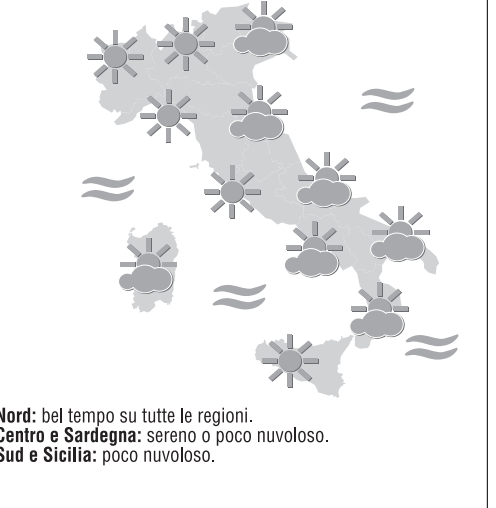 Nord: bel tempo su tutte le regioni.
Centro e Sardegna: sereno o poco nuvoloso.
Sud e Sicilia: poco nuvoloso.